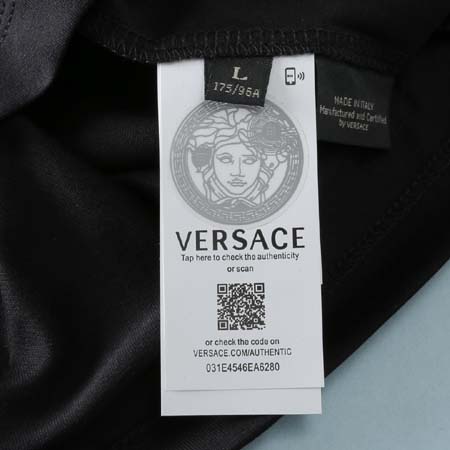 L
175/96A
MADE IN ITALY
Manufactured and Certified
by VERSACE
VERSACE
Tap here to check the authenticity
or scan
or check the code on
VERSACE.COM/AUTHENTIC
031E4546EA6280